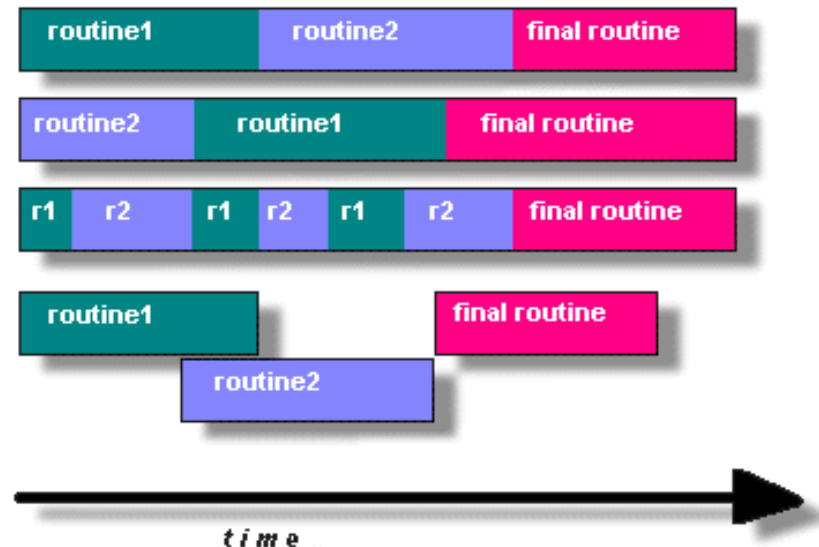 routine1 routine2 final routine
routine2 routine1 final routine
r1 r2 r1 r2 r1 r2 final routine
routine1 final routine
routine2
time